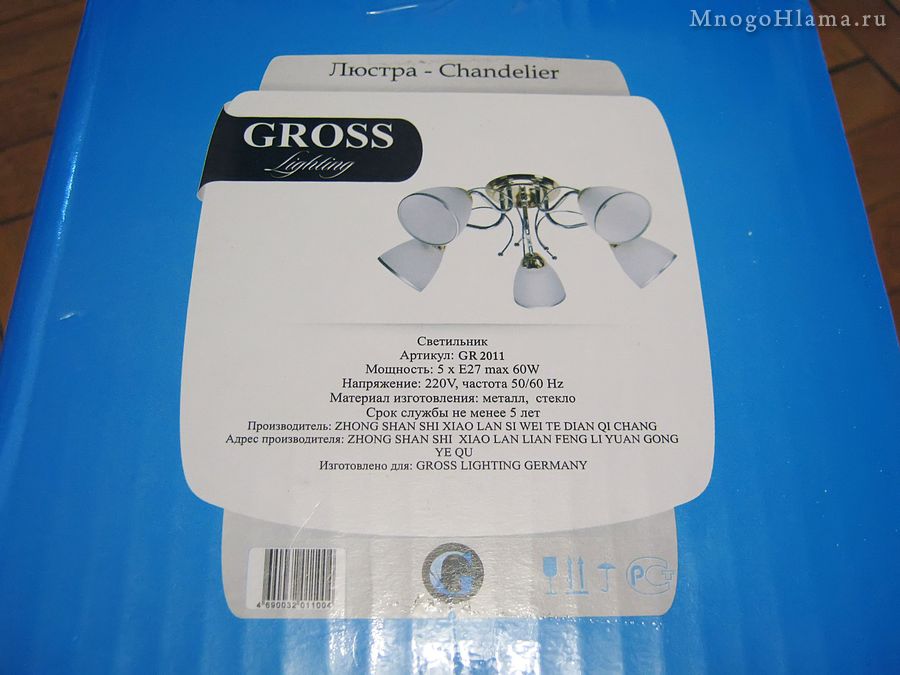 MnogoHlama.ru
Люстра - Chandelier
GROSS
Lighting
Светильник
Артикул: GR 2011
Мощность: 5 x E27 max 60W
Напряжение: 220V, частота 50/60 Hz
Материал изготовления: металл, стекло
Срок службы не менее 5 лет
Производитель: ZHONG SHAN SHI XIAO LAN SI WEI TE DIAN QI CHANG
Адрес производителя: ZHONG SHAN SHI XIAO LAN LIAN FENG LI YUAN GONG
YE QU
Изготовлено для: GROSS LIGHTING GERMANY
4 690032 011004
РСТ